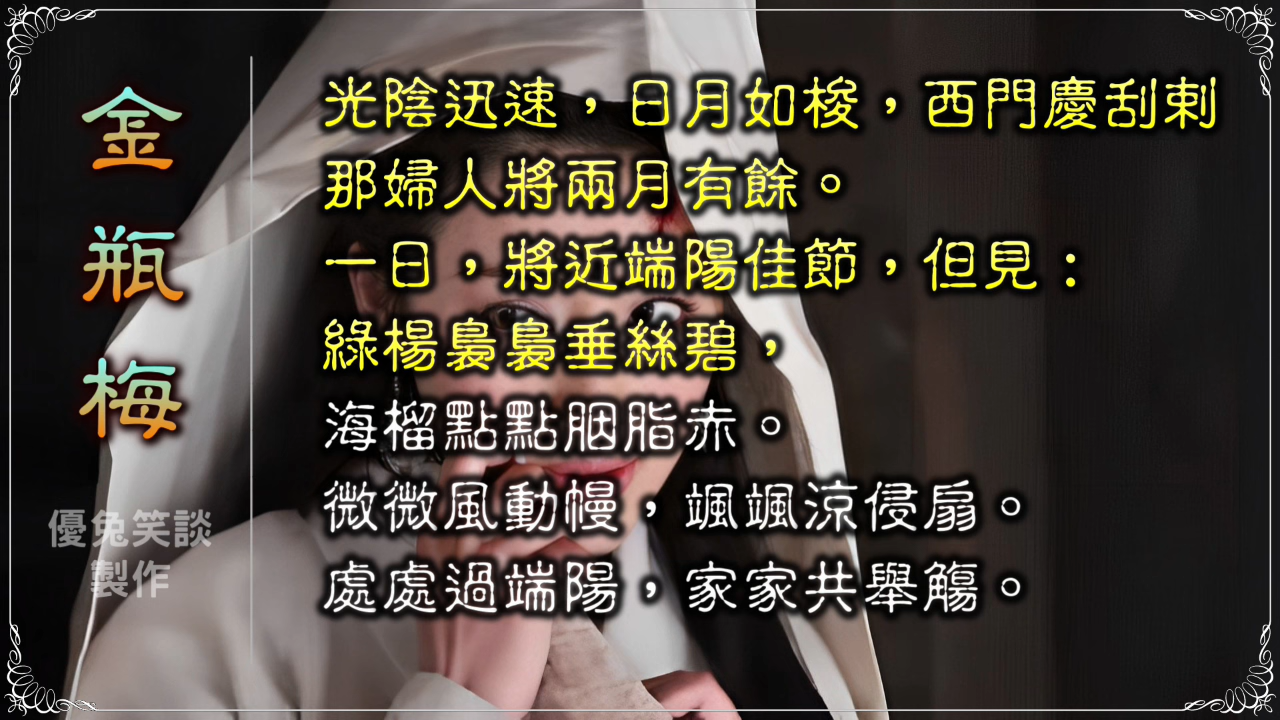 金瓶梅
優兔笑談
製作
光陰迅速，日月如梭，西門慶刮剌
那婦人將兩月有餘。
一日，將近端陽佳節，但見：
綠楊裊裊垂絲碧，
海榴點點胭脂赤。
微微風動幔，颯颯涼侵扇。
處處過端陽，家家共舉觴。